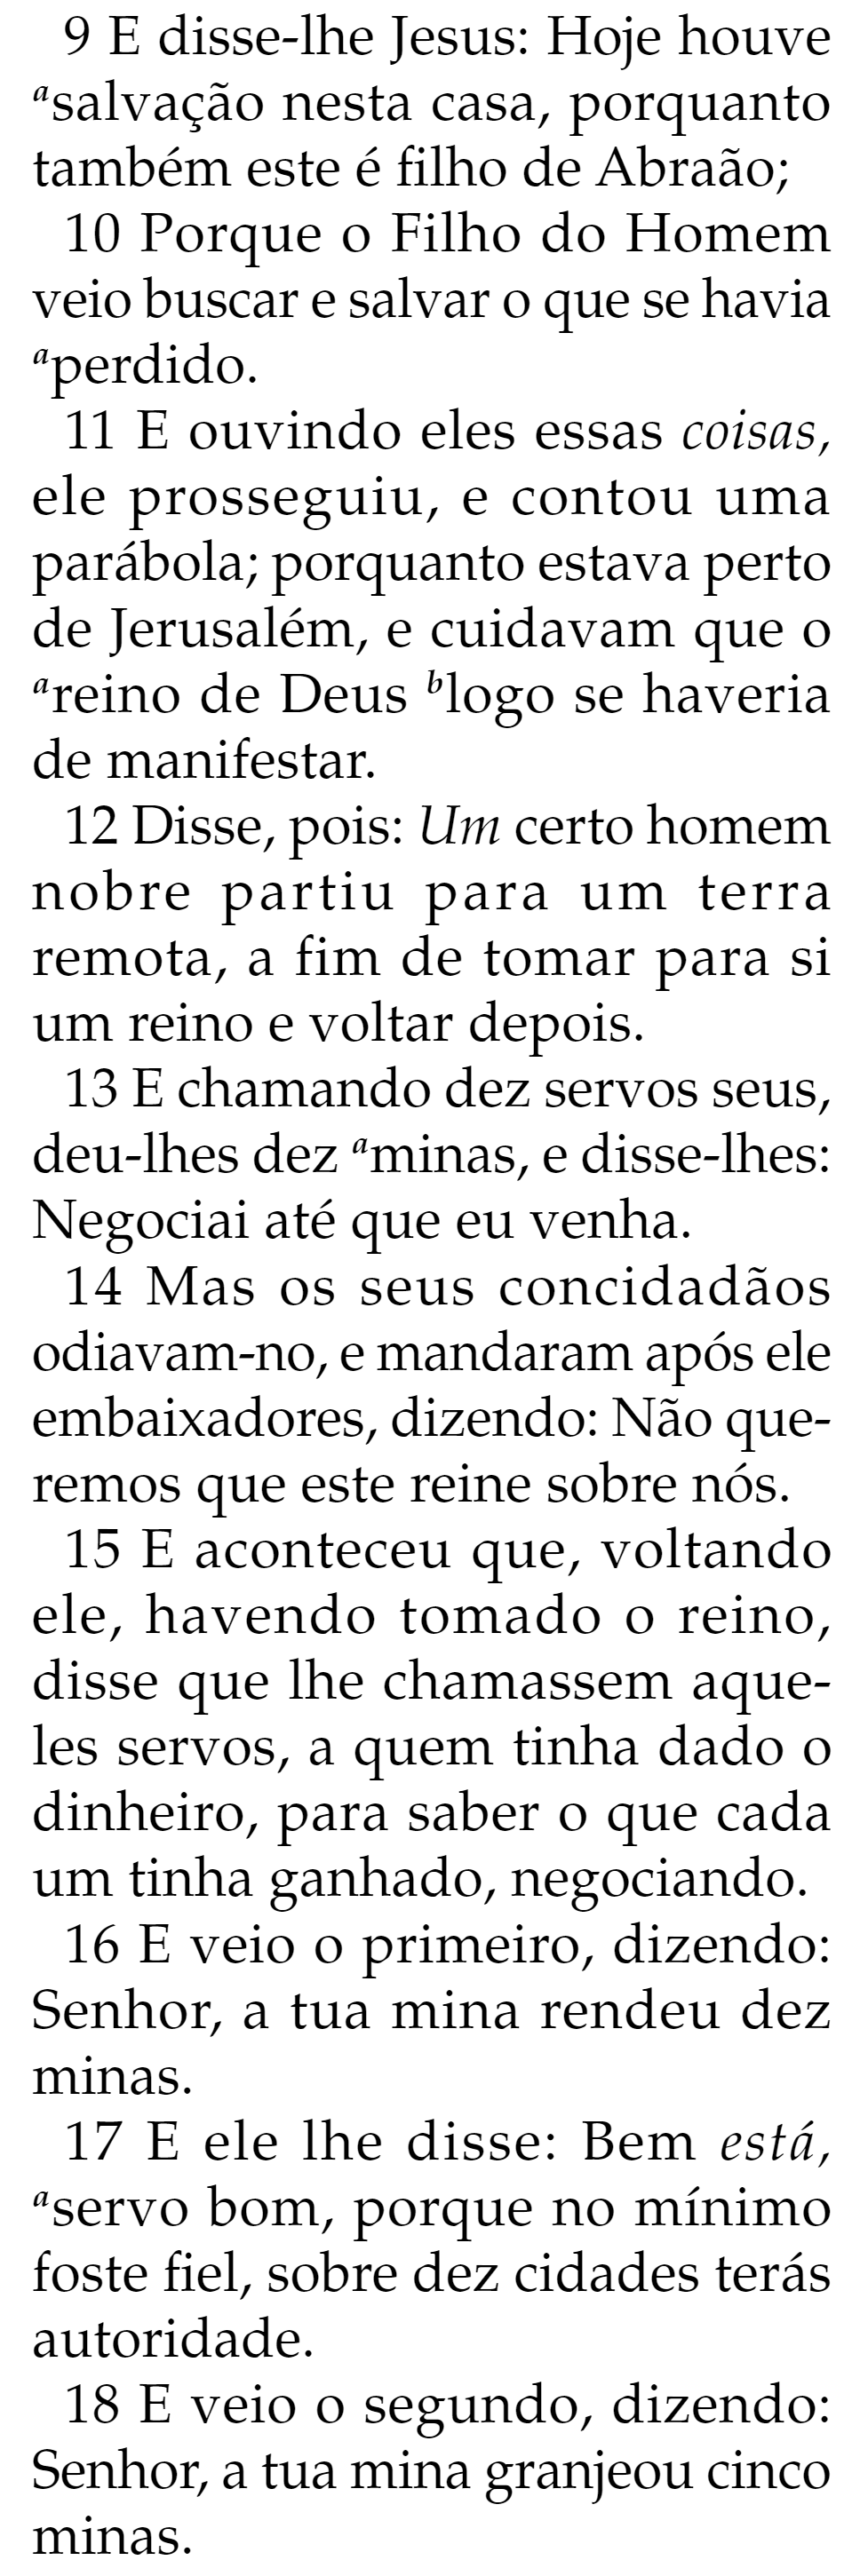 9 E disse-lhe Jesus: Hoje houve
ᵃsalvação nesta casa, porquanto
também este é filho de Abraão;
10 Porque o Filho do Homem
veio buscar e salvar o que se havia
ᵃperdido.
11 E ouvindo eles essas coisas,
ele prosseguiu, e contou uma
parábola; porquanto estava perto
de Jerusalém, e cuidavam que o
ᵃreino de Deus ᵇlogo se haveria
de manifestar.
12 Disse, pois: Um certo homem
nobre partiu para um terra
remota, a fim de tomar para si
um reino e voltar depois.
13 E chamando dez servos seus,
deu-lhes dez ᵃminas, e disse-lhes:
Negociai até que eu venha.
14 Mas os seus concidadãos
odiavam-no, e mandaram após ele
embaixadores, dizendo: Não que-
remos que este reine sobre nós.
15 E aconteceu que, voltando
ele, havendo tomado o reino,
disse que lhe chamassem aque-
les servos, a quem tinha dado o
dinheiro, para saber o que cada
um tinha ganhado, negociando.
16 E veio o primeiro, dizendo:
Senhor, a tua mina rendeu dez
minas.
17 E ele lhe disse: Bem está,
ᵃservo bom, porque no mínimo
foste fiel, sobre dez cidades terás
autoridade.
18 E veio o segundo, dizendo:
Senhor, a tua mina granjeou cinco
minas.